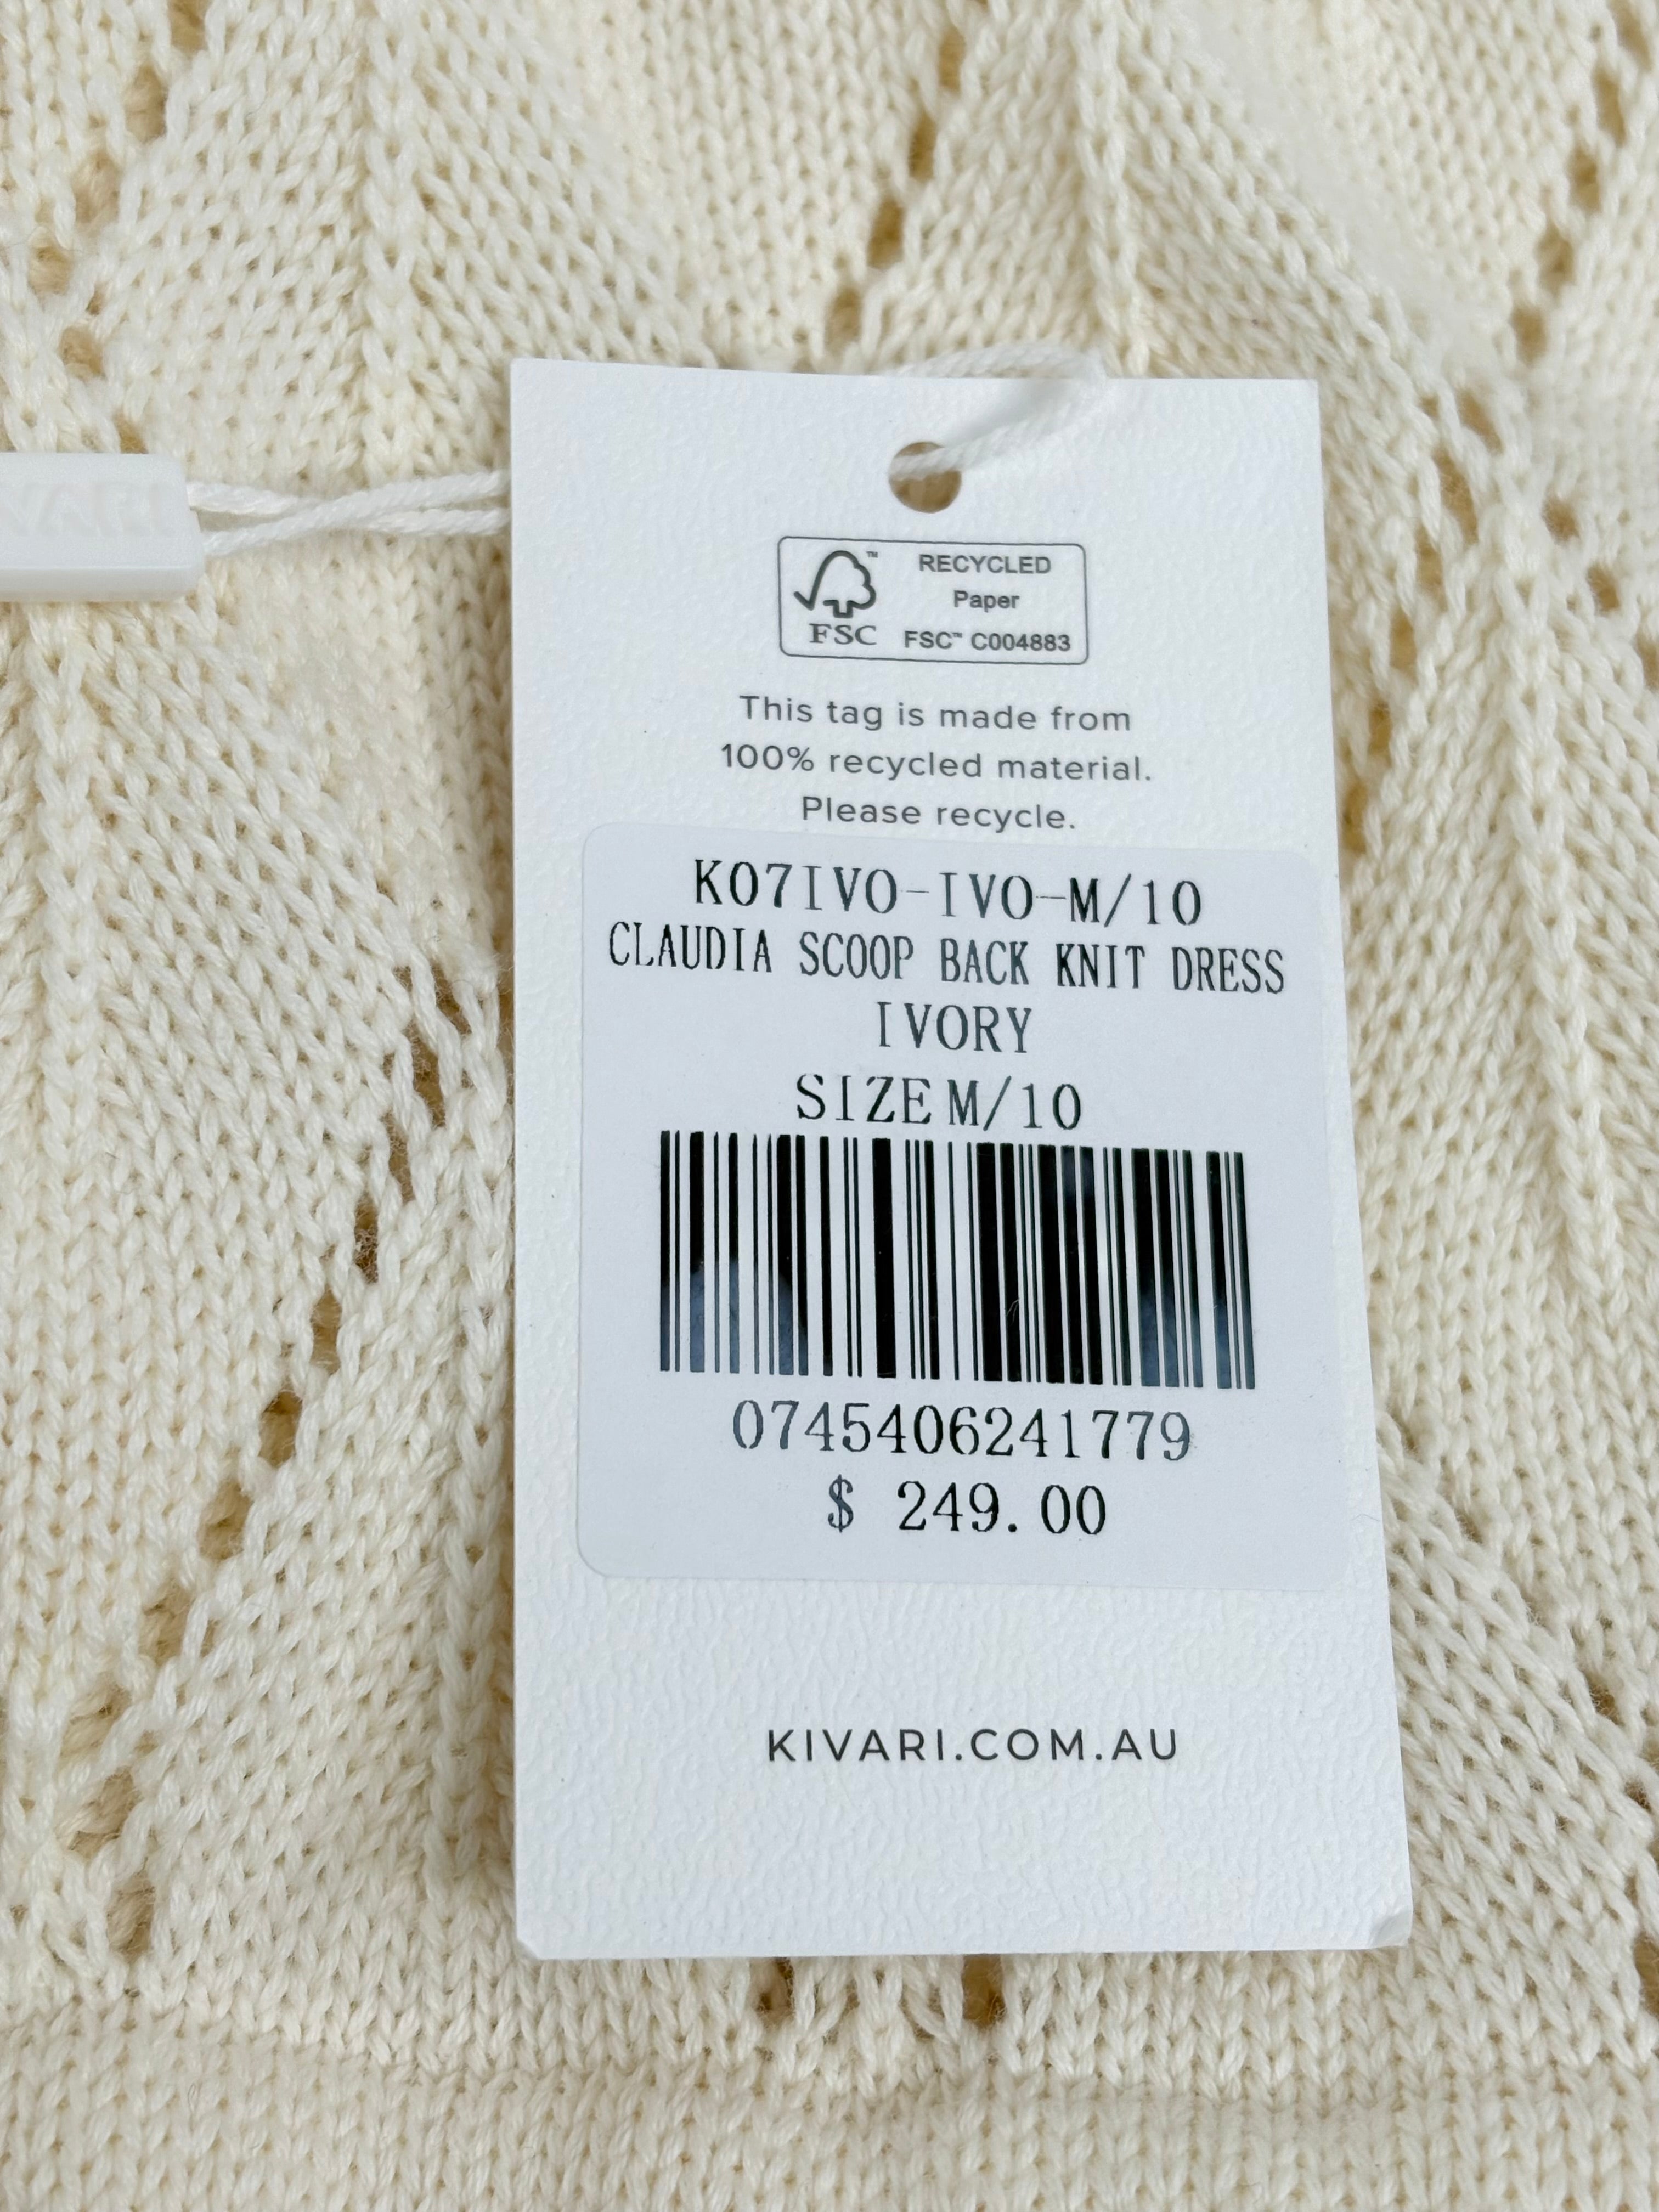 VARI
FSC
RECYCLED
Paper
FSC™ C004883
This tag is made from
100% recycled material.
Please recycle.
K07IVO-IVO-M/10
CLAUDIA SCOOP BACK KNIT DRESS
IVORY
SIZE M/10
0745406241779
$ 249.00
KIVARI.COM.AU